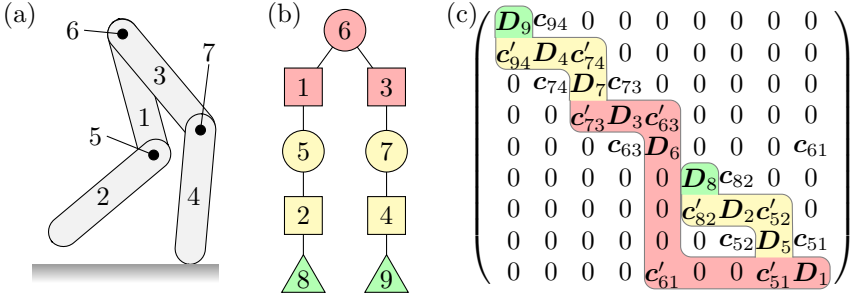 (a)
6
7
3
1
5
2
4
(b)
6
1 3
5 7
2 4
8 9
(c)
D₉ c₉₄ 0 0 0 0 0 0 0
c′₉₄ D₄ c′₇₄ 0 0 0 0 0 0
0 c₇₄ D₇ c₇₃ 0 0 0 0 0
0 0 c′₇₃ D₃ c′₆₃ 0 0 0 0
0 0 0 c₆₃ D₆ 0 0 0 c₆₁
0 0 0 0 0 D₈ c₈₂ 0 0
0 0 0 0 0 c′₈₂ D₂ c′₅₂ 0
0 0 0 0 0 0 c₅₂ D₅ c₅₁
0 0 0 0 c′₆₁ 0 0 c′₅₁ D₁